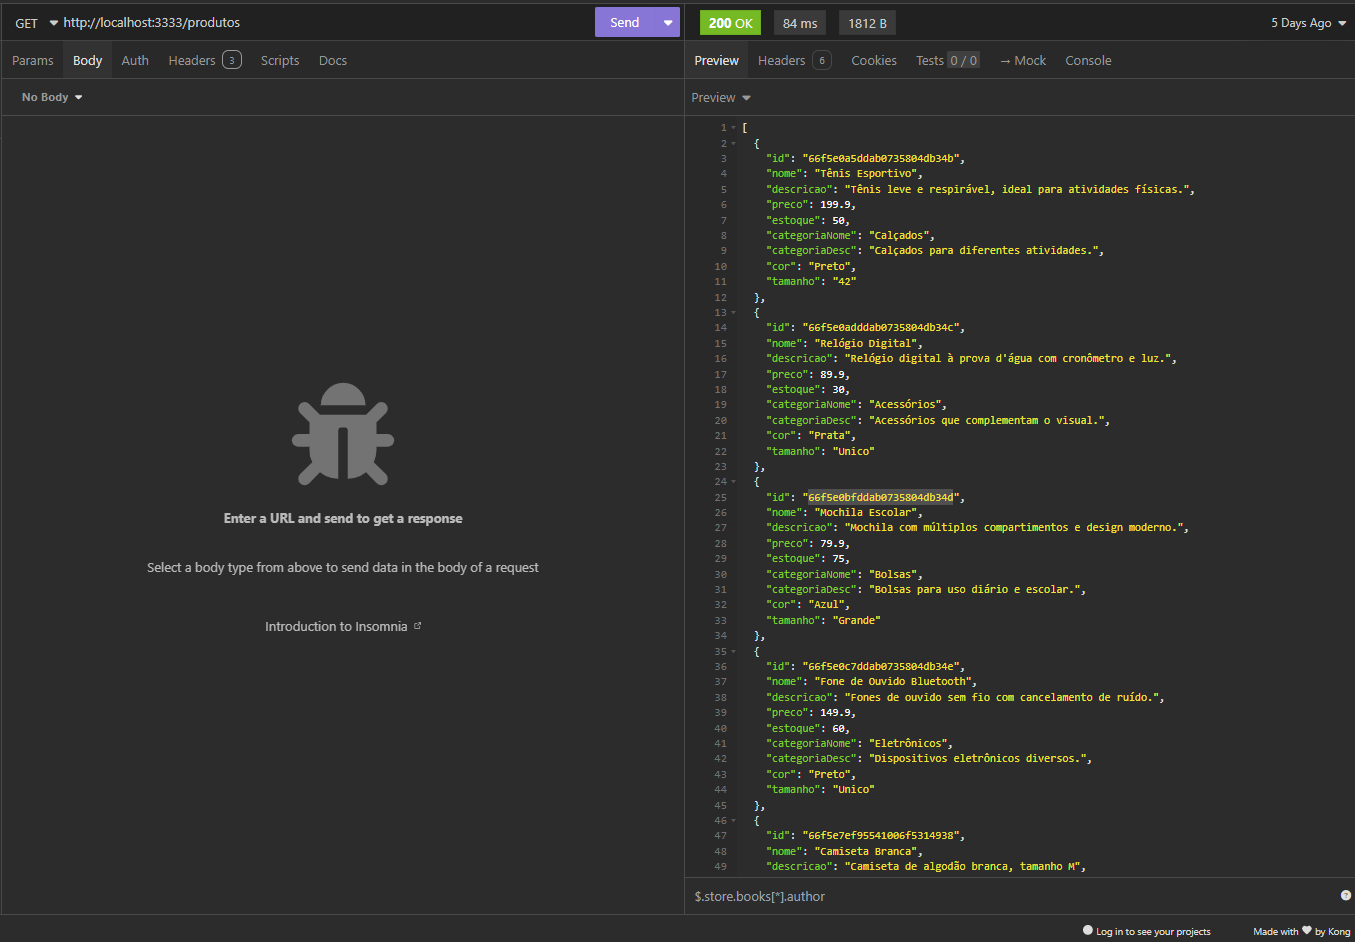 GET http://localhost:3333/produtos Send 200 OK 84 ms 1812 B 5 Days Ago
Params Body Auth Headers 3 Scripts Docs
Preview Headers 6 Cookies Tests 0 / 0 → Mock Console
No Body
Preview
Enter a URL and send to get a response
Select a body type from above to send data in the body of a request
Introduction to Insomnia
1 [
2 {
3 "id": "66f5e0a5ddab0735804db34b",
4 "nome": "Tênis Esportivo",
5 "descricao": "Tênis leve e respirável, ideal para atividades físicas.",
6 "preco": 199.9,
7 "estoque": 50,
8 "categoriaNome": "Calçados",
9 "categoriaDesc": "Calçados para diferentes atividades.",
10 "cor": "Preto",
11 "tamanho": "42"
12 },
13 {
14 "id": "66f5e0adddab0735804db34c",
15 "nome": "Relógio Digital",
16 "descricao": "Relógio digital à prova d'água com cronômetro e luz.",
17 "preco": 89.9,
18 "estoque": 30,
19 "categoriaNome": "Acessórios",
20 "categoriaDesc": "Acessórios que complementam o visual.",
21 "cor": "Prata",
22 "tamanho": "Unico"
23 },
24 {
25 "id": "66f5e0bfddab0735804db34d",
26 "nome": "Mochila Escolar",
27 "descricao": "Mochila com múltiplos compartimentos e design moderno.",
28 "preco": 79.9,
29 "estoque": 75,
30 "categoriaNome": "Bolsas",
31 "categoriaDesc": "Bolsas para uso diário e escolar.",
32 "cor": "Azul",
33 "tamanho": "Grande"
34 },
35 {
36 "id": "66f5e0c7ddab0735804db34e",
37 "nome": "Fone de Ouvido Bluetooth",
38 "descricao": "Fones de ouvido sem fio com cancelamento de ruído.",
39 "preco": 149.9,
40 "estoque": 60,
41 "categoriaNome": "Eletrônicos",
42 "categoriaDesc": "Dispositivos eletrônicos diversos.",
43 "cor": "Preto",
44 "tamanho": "Unico"
45 },
46 {
47 "id": "66f5e7ef95541006f5314938",
48 "nome": "Camiseta Branca",
49 "descricao": "Camiseta de algodão branca, tamanho M",
$.store.books[*].author
Log in to see your projects Made with ♥ by Kong